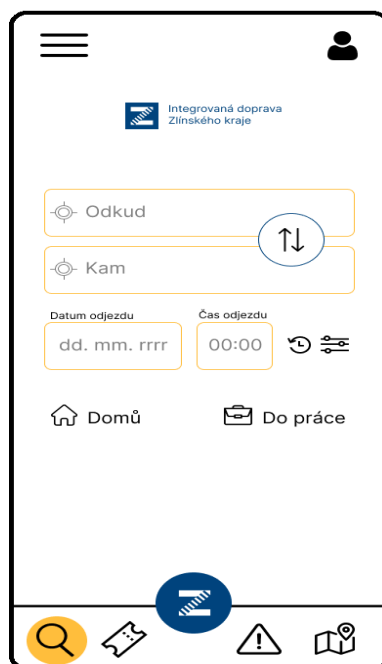 Integrovaná doprava
Zlínského kraje
Odkud
Kam
Datum odjezdu Čas odjezdu
dd. mm. rrrr 00:00
Domů Do práce